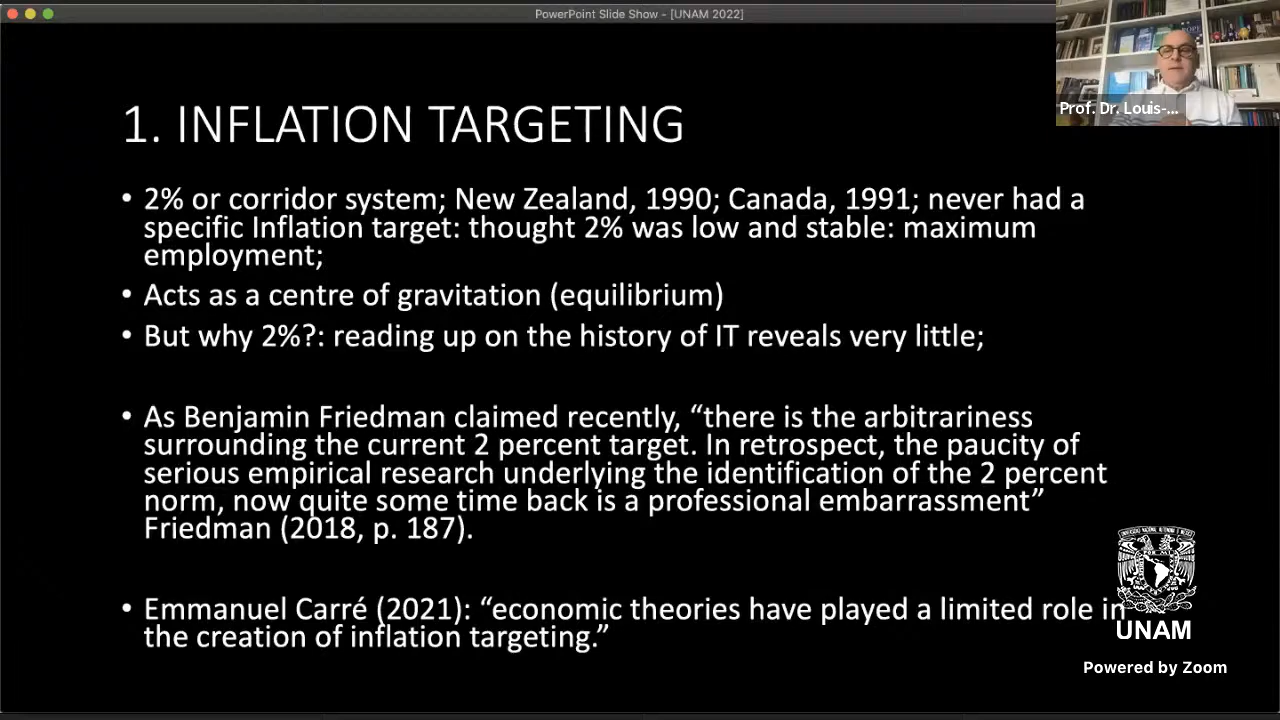 PowerPoint Slide Show - [UNAM 2022]
Prof. Dr. Louis-...
1. INFLATION TARGETING
• 2% or corridor system; New Zealand, 1990; Canada, 1991; never had a
specific Inflation target: thought 2% was low and stable: maximum
employment;
• Acts as a centre of gravitation (equilibrium)
• But why 2%?: reading up on the history of IT reveals very little;
• As Benjamin Friedman claimed recently, “there is the arbitrariness
surrounding the current 2 percent target. In retrospect, the paucity of
serious empirical research underlying the identification of the 2 percent
norm, now quite some time back is a professional embarrassment”
Friedman (2018, p. 187).
• Emmanuel Carré (2021): “economic theories have played a limited role in
the creation of inflation targeting.”
UNAM
Powered by Zoom